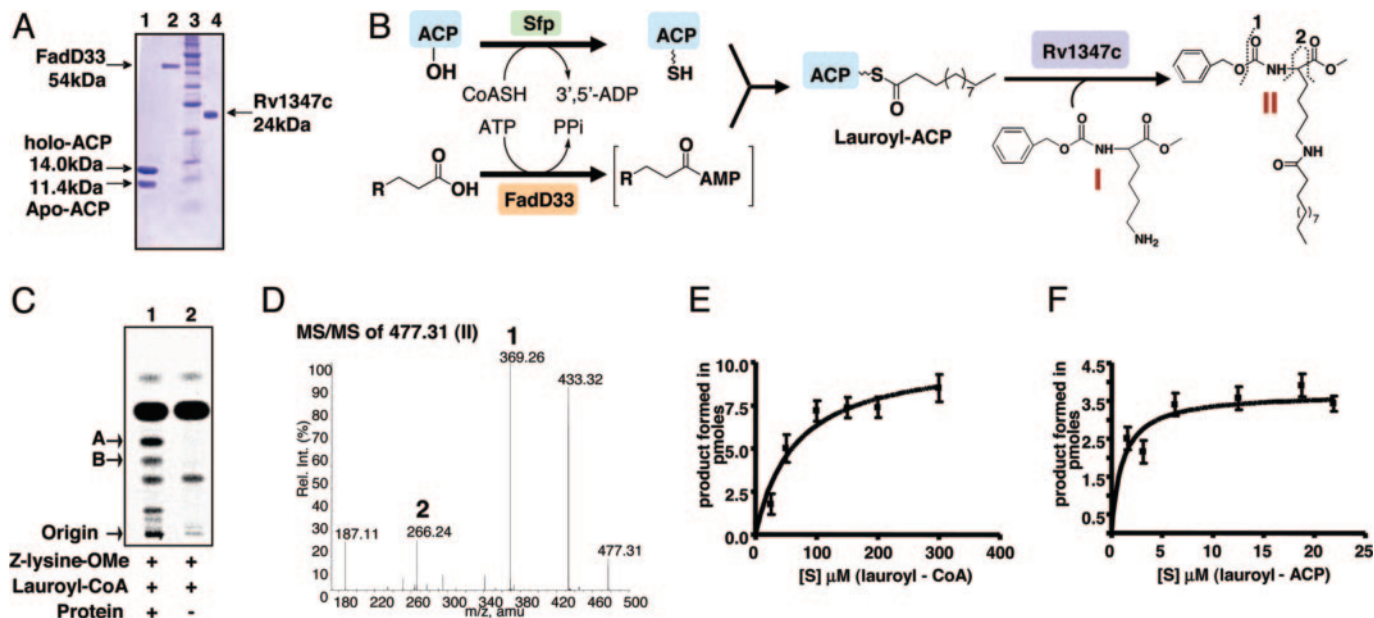 A
1 2 3 4
FadD33
54kDa
Rv1347c
24kDa
holo-ACP
14.0kDa
11.4kDa
Apo-ACP
B
ACP
OH
Sfp
CoASH
3',5'-ADP
ACP
SH
ATP
PPi
R
O
OH
FadD33
R
O
AMP
ACP
S
O
7
Lauroyl-ACP
Rv1347c
O
O
NH
O
O
I
NH2
1
2
O
O
NH
O
O
II
NH
O
7
C
1 2
A
B
Origin
Z-lysine-OMe + +
Lauroyl-CoA + +
Protein + -
D
MS/MS of 477.31 (II)
1
369.26
433.32
2
266.24
187.11
477.31
Rel. Int. (%)
100
90
80
70
60
50
40
30
20
10
0
180 220 260 300 340 380 420 460 500
m/z, amu
E
product formed in
pmoles
10.0
7.5
5.0
2.5
0.0
0 100 200 300 400
[S] µM (lauroyl - CoA)
F
product formed in
pmoles
4.5
3.5
2.5
1.5
0.5
0 5 10 15 20 25
[S] µM (lauroyl - ACP)